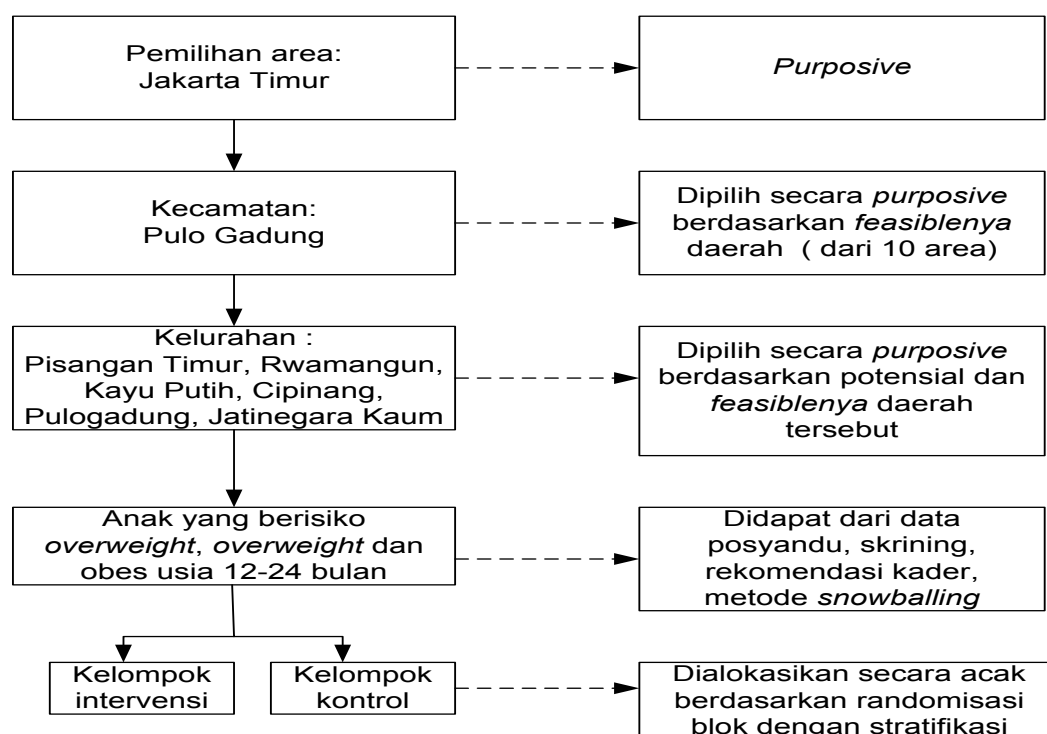 Pemilihan area:
Jakarta Timur
Purposive
Kecamatan:
Pulo Gadung
Dipilih secara purposive
berdasarkan feasiblenya
daerah ( dari 10 area)
Kelurahan :
Pisangan Timur, Rwamangun,
Kayu Putih, Cipinang,
Pulogadung, Jatinegara Kaum
Dipilih secara purposive
berdasarkan potensial dan
feasiblenya daerah
tersebut
Anak yang berisiko
overweight, overweight dan
obes usia 12-24 bulan
Didapat dari data
posyandu, skrining,
rekomendasi kader,
metode snowballing
Kelompok
intervensi
Kelompok
kontrol
Dialokasikan secara acak
berdasarkan randomisasi
blok dengan stratifikasi